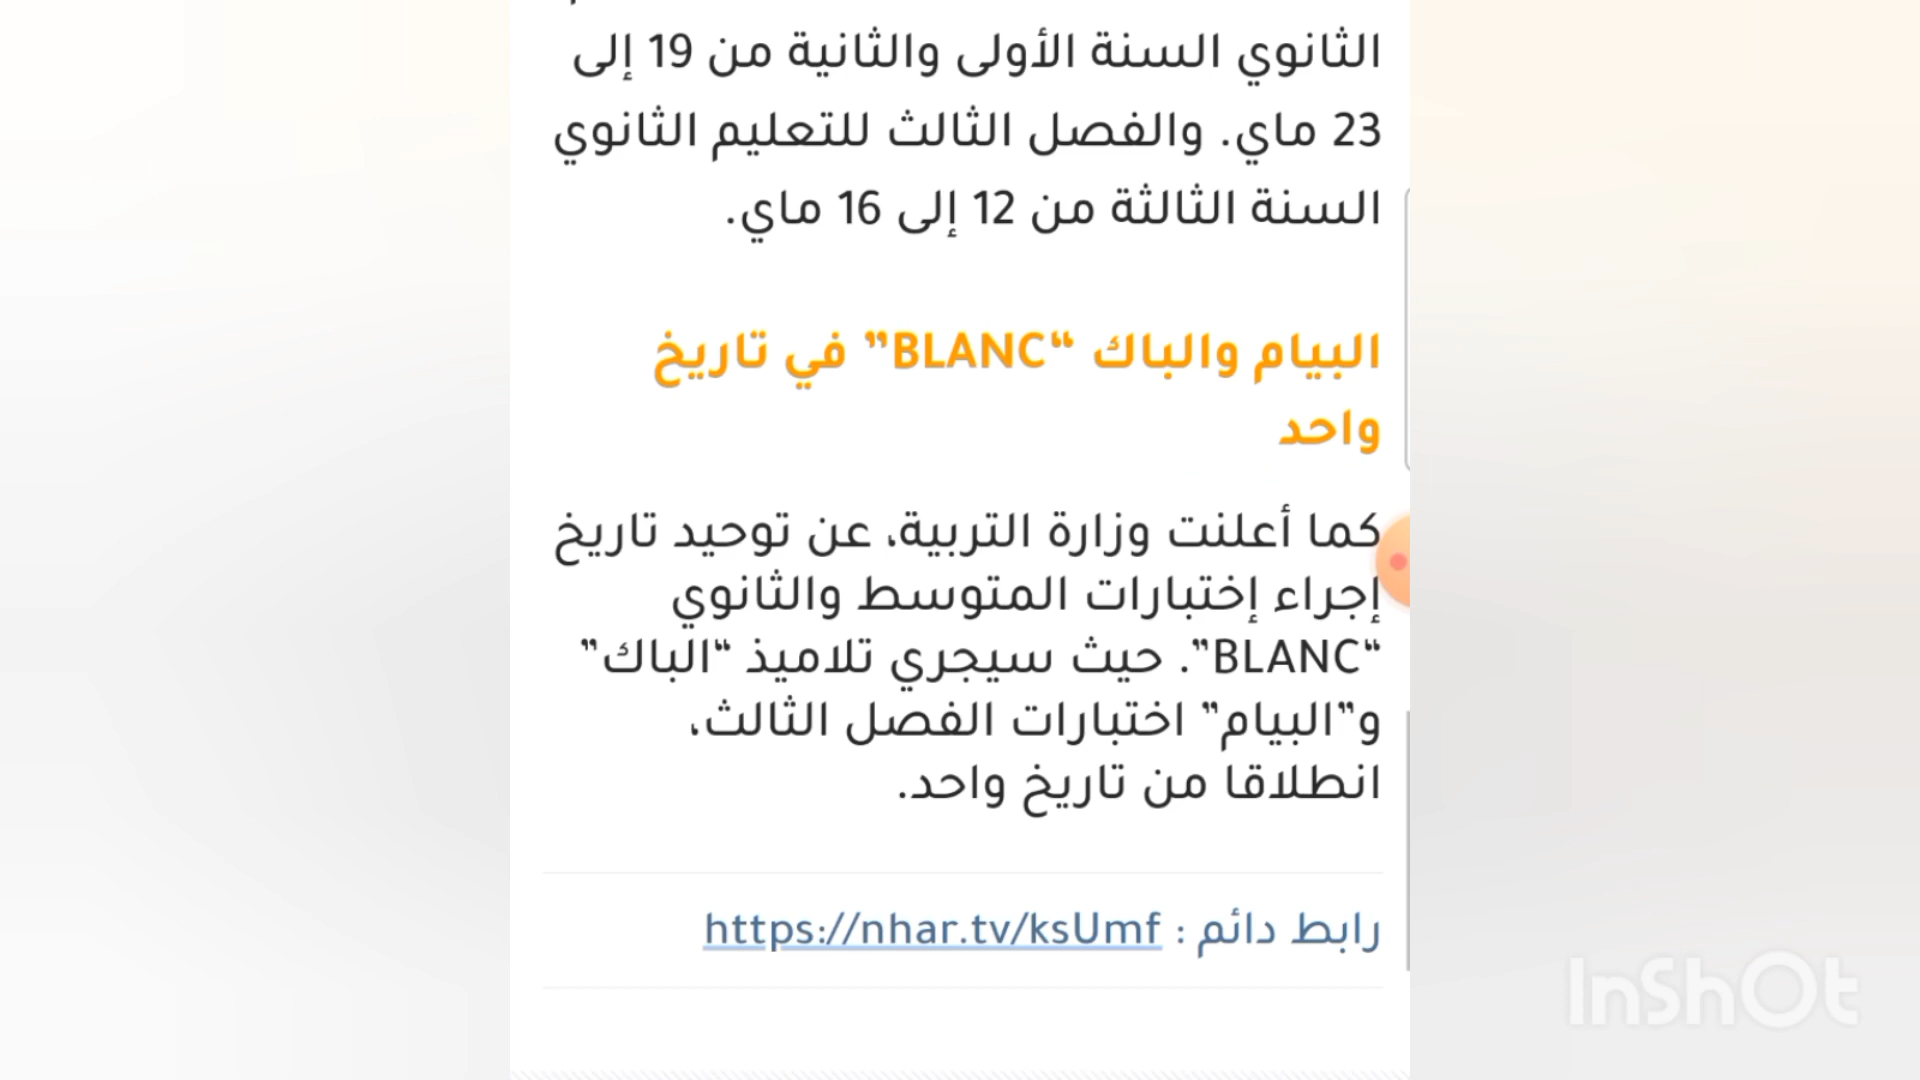 الثانوي السنة الأولى والثانية من 19 إلى
23 ماي. والفصل الثالث للتعليم الثانوي
السنة الثالثة من 12 إلى 16 ماي.
البيام والباك “BLANC” في تاريخ
واحد
كما أعلنت وزارة التربية، عن توحيد تاريخ
إجراء إختبارات المتوسط والثانوي
“BLANC”. حيث سيجري تلاميذ “الباك”
و”البيام” اختبارات الفصل الثالث،
انطلاقا من تاريخ واحد.
رابط دائم : https://nhar.tv/ksUmf
InShOt